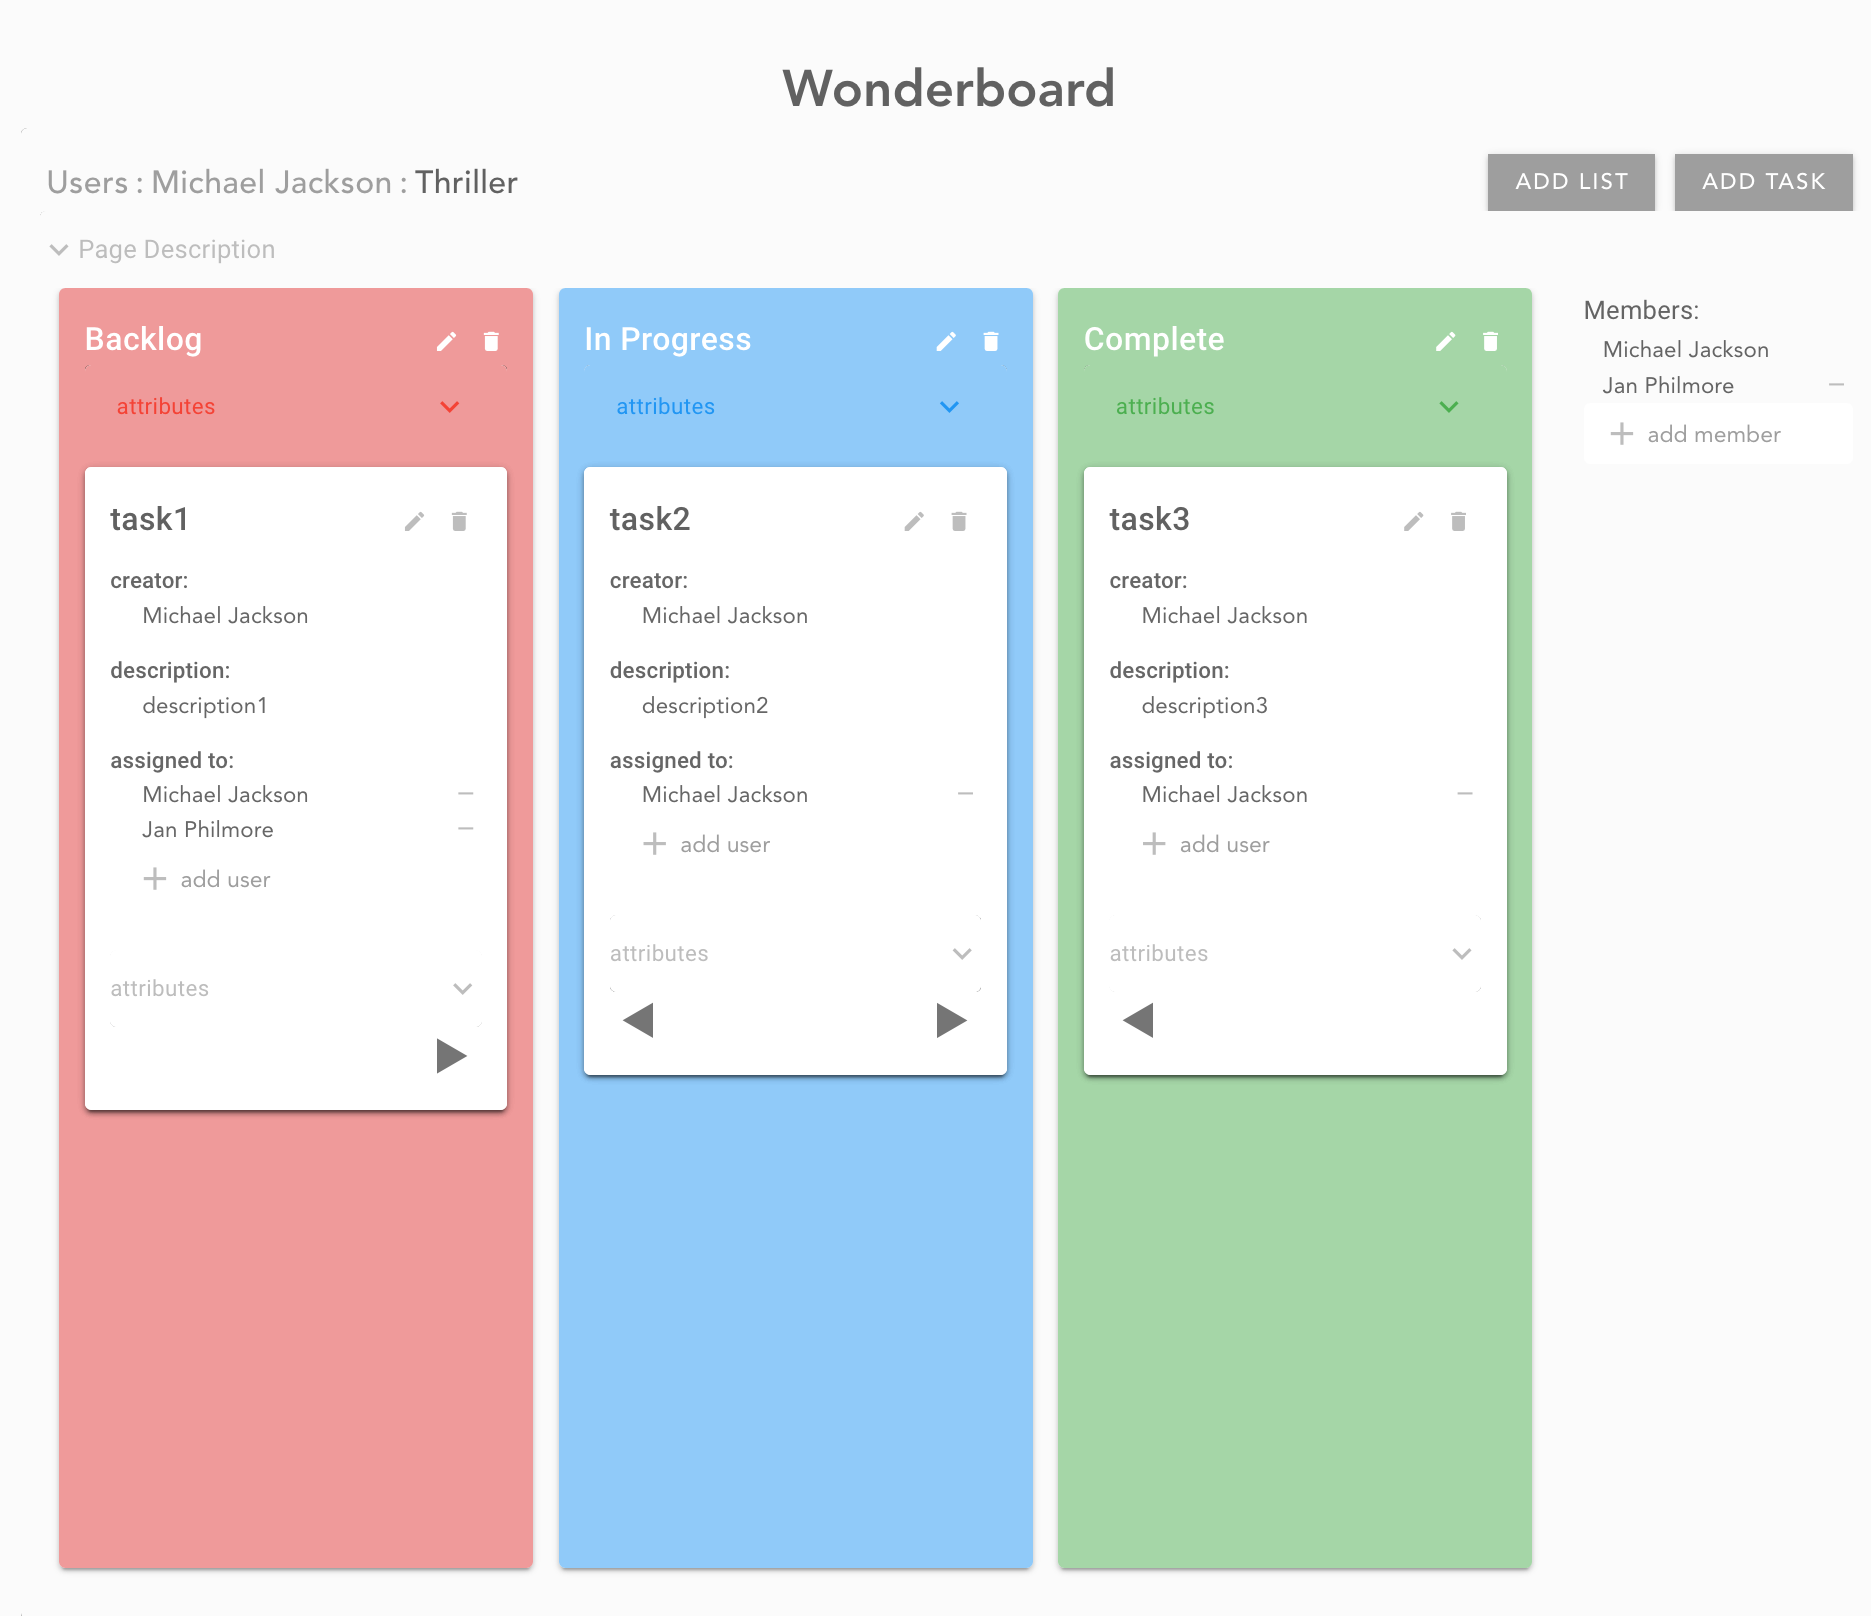 Wonderboard
Users : Michael Jackson : Thriller
ADD LIST
ADD TASK
Page Description
Backlog
attributes
task1
creator:
Michael Jackson
description:
description1
assigned to:
Michael Jackson
Jan Philmore
add user
attributes
In Progress
attributes
task2
creator:
Michael Jackson
description:
description2
assigned to:
Michael Jackson
add user
attributes
Complete
attributes
task3
creator:
Michael Jackson
description:
description3
assigned to:
Michael Jackson
add user
attributes
Members:
Michael Jackson
Jan Philmore
add member